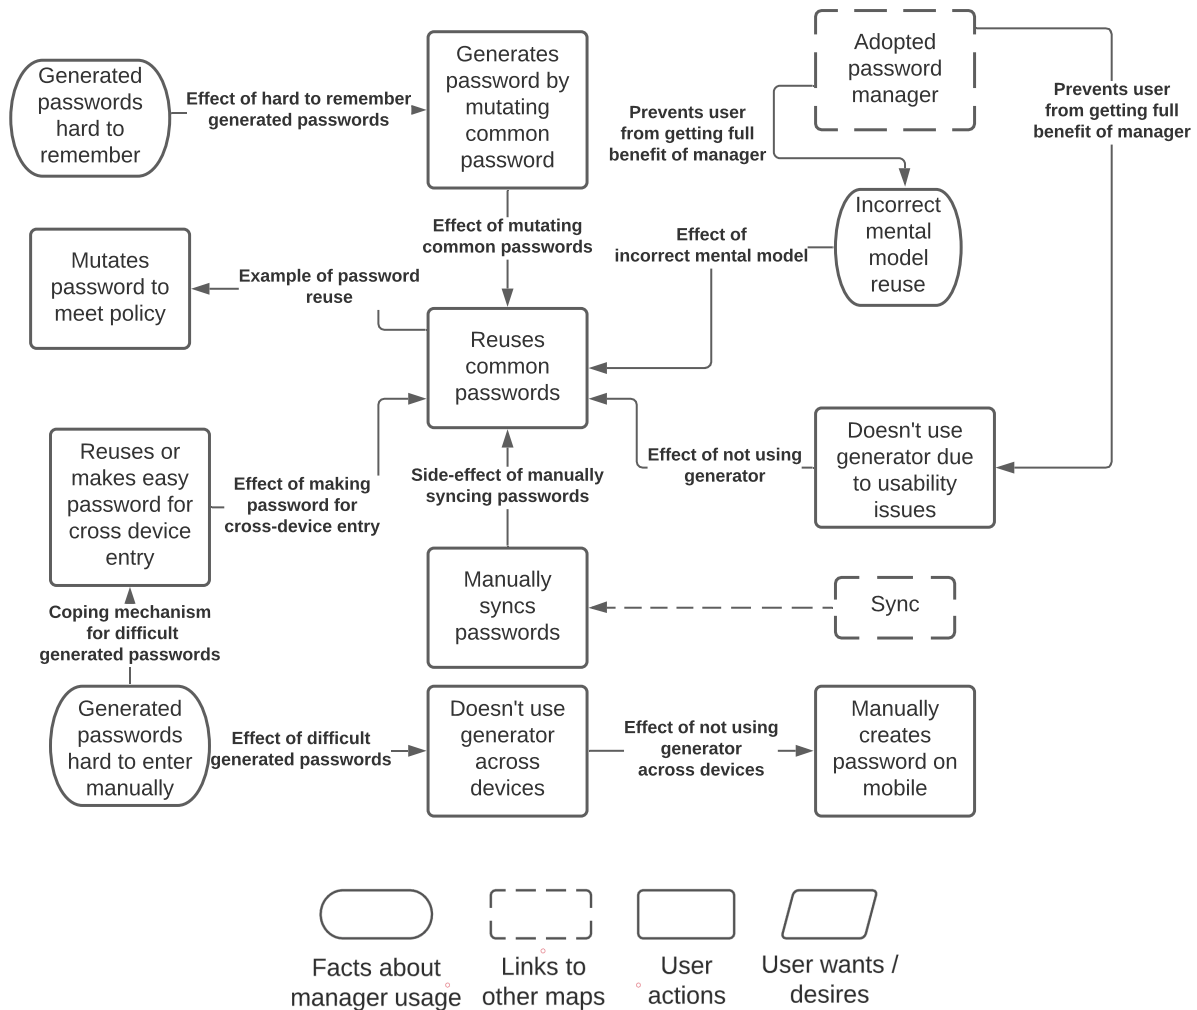 Generated
passwords
hard to
remember
Effect of hard to remember
generated passwords
Generates
password by
mutating
common
password
Adopted
password
manager
Prevents user
from getting full
benefit of manager
Prevents user
from getting full
benefit of manager
Effect of mutating
common passwords
Incorrect
mental
model
reuse
Effect of
incorrect mental model
Mutates
password to
meet policy
Example of password
reuse
Reuses
common
passwords
Doesn't use
generator due
to usability
issues
Effect of not using
generator
Reuses or
makes easy
password for
cross device
entry
Effect of making
password for
cross-device entry
Side-effect of manually
syncing passwords
Manually
syncs
passwords
Sync
Coping mechanism
for difficult
generated passwords
Generated
passwords
hard to enter
manually
Effect of difficult
generated passwords
Doesn't use
generator
across
devices
Effect of not using
generator
across devices
Manually
creates
password on
mobile
Facts about
manager usage
Links to
other maps
User
actions
User wants /
desires